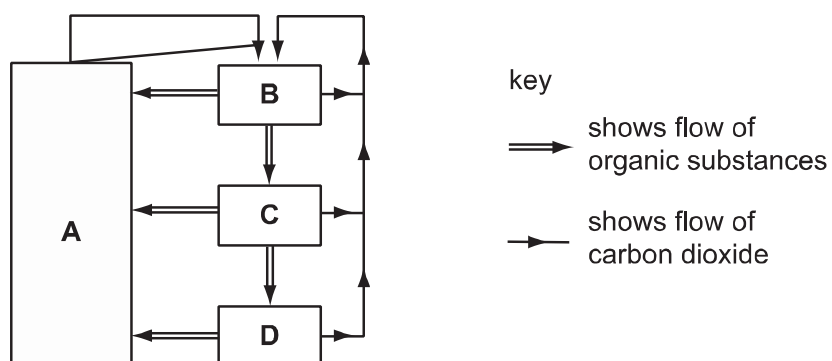 B
A
C
D
key
shows flow of
organic substances
shows flow of
carbon dioxide